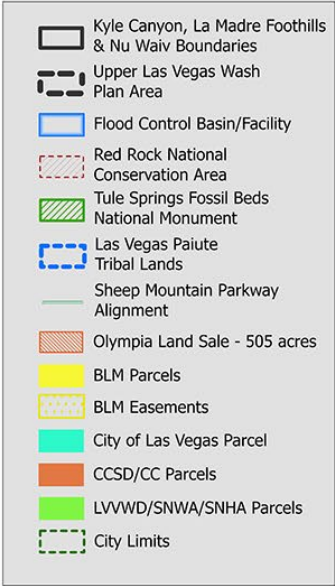 Kyle Canyon, La Madre Foothills
& Nu Waiv Boundaries
Upper Las Vegas Wash
Plan Area
Flood Control Basin/Facility
Red Rock National
Conservation Area
Tule Springs Fossil Beds
National Monument
Las Vegas Paiute
Tribal Lands
Sheep Mountain Parkway
Alignment
Olympia Land Sale - 505 acres
BLM Parcels
BLM Easements
City of Las Vegas Parcel
CCSD/CC Parcels
LVVWD/SNWA/SNHA Parcels
City Limits